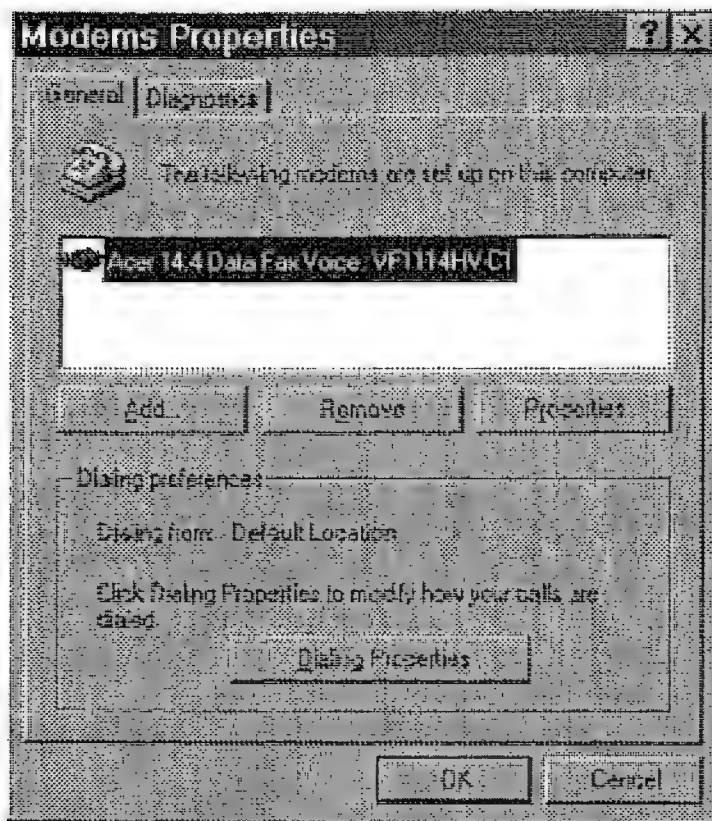 Modems Properties
General
Diagnostics
The following modems are set up on this computer
Acer 14.4 Data Fax Voice: VF1114HV-C1
Add...
Remove
Properties
Dialing preferences
Dialing from: Default Location
Click Dialing Properties to modify how your calls are
dialed.
Dialing Properties
OK
Cancel